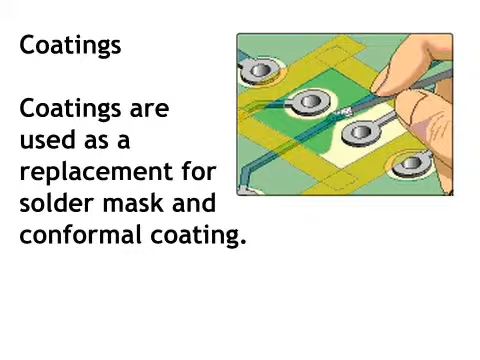 Coatings
Coatings are
used as a
replacement for
solder mask and
conformal coating.